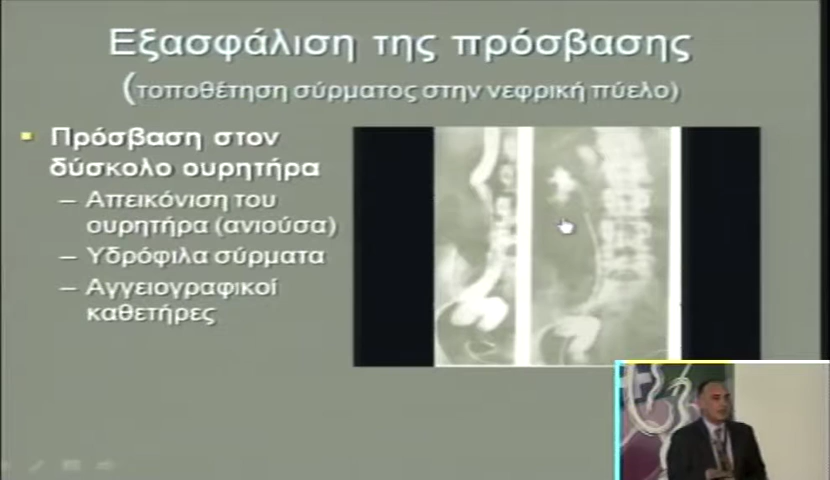 Εξασφάλιση της πρόσβασης
(τοποθέτηση σύρματος στην νεφρική πύελο)
Πρόσβαση στον
δύσκολο ουρητήρα
– Απεικόνιση του
ουρητήρα (ανιούσα)
– Υδρόφιλα σύρματα
– Αγγειογραφικοί
καθετήρες